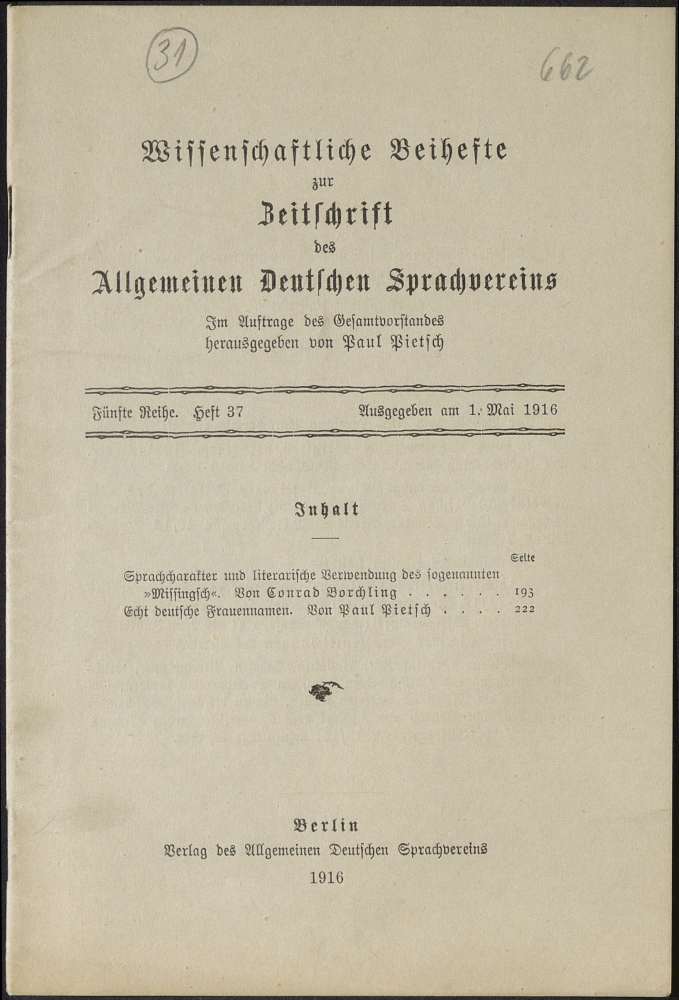 31
662
Wissenschaftliche Beihefte
zur
Zeitschrift
des
Allgemeinen Deutschen Sprachvereins
Im Auftrage des Gesamtvorstandes
herausgegeben von Paul Pietsch
Fünfte Reihe. Heft 37 Ausgegeben am 1. Mai 1916
Inhalt
Seite
Sprachcharakter und literarische Verwendung des sogenannten
»Missingsch«. Von Conrad Borchling . . . . . . 193
Echt deutsche Frauennamen. Von Paul Pietsch . . . . 222
Berlin
Verlag des Allgemeinen Deutschen Sprachvereins
1916